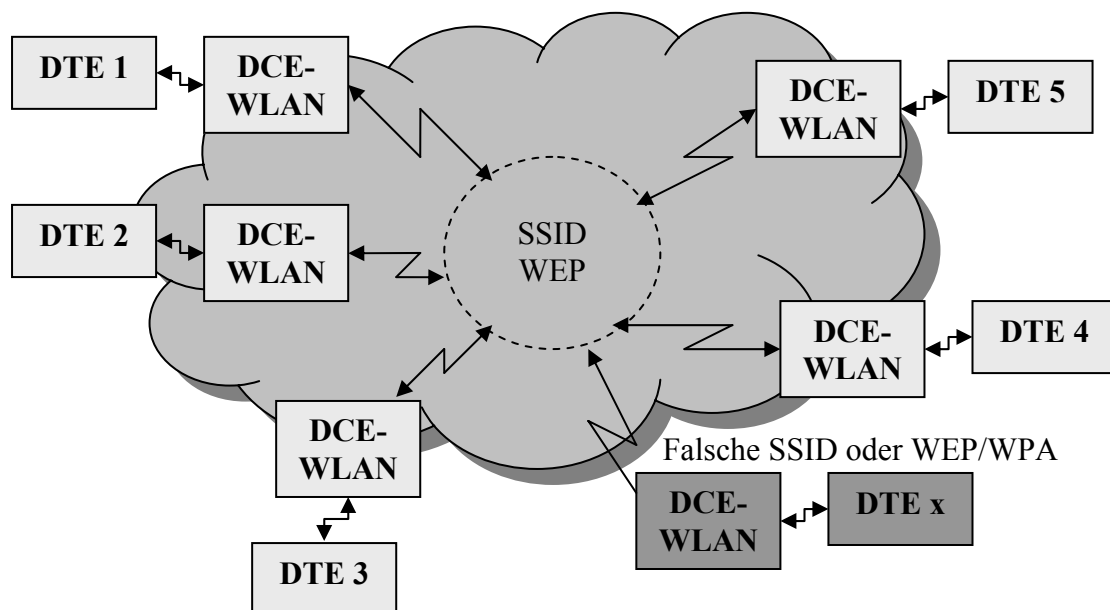 DTE 1
DCE-
WLAN
DCE-
WLAN
DTE 5
DTE 2
DCE-
WLAN
SSID
WEP
DCE-
WLAN
DTE 4
DCE-
WLAN
DTE 3
Falsche SSID oder WEP/WPA
DCE-
WLAN
DTE x